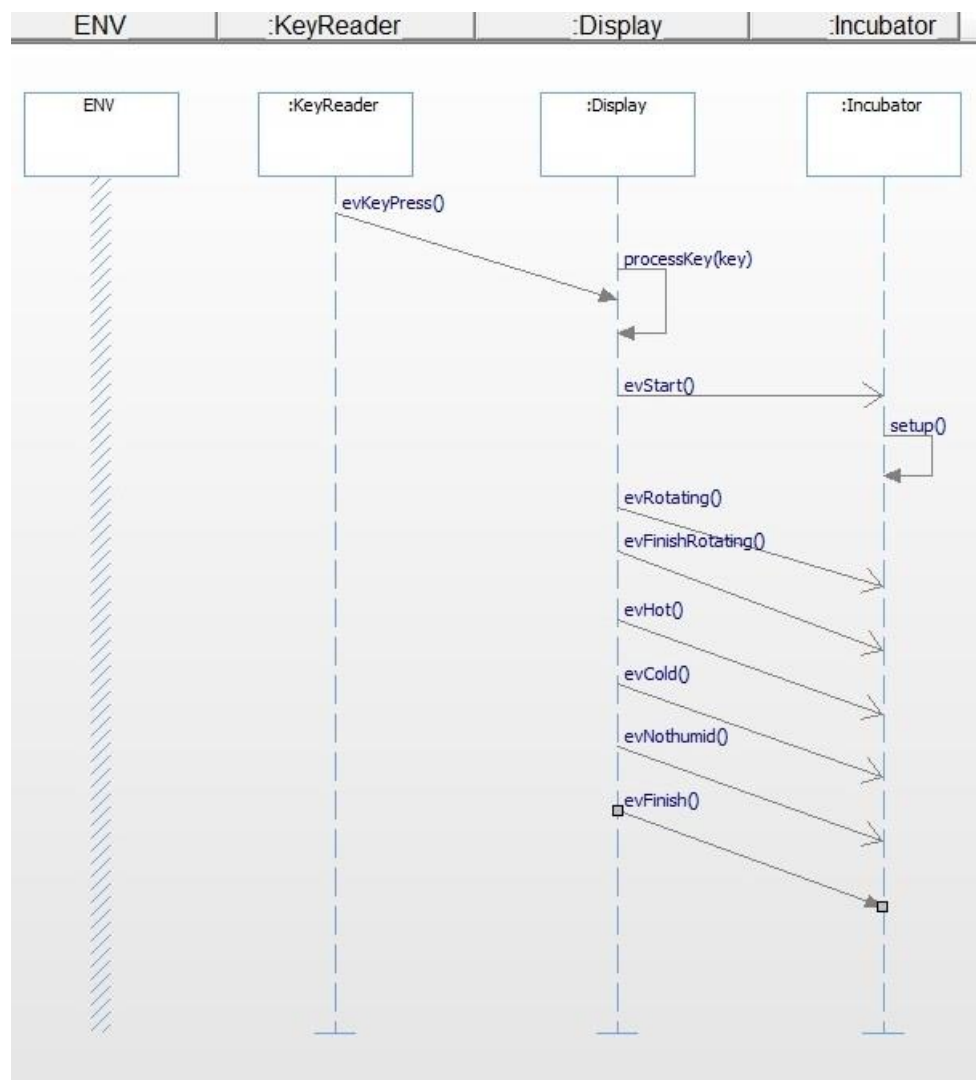 ENV :KeyReader :Display :Incubator
ENV :KeyReader :Display :Incubator
evKeyPress()
processKey(key)
evStart()
setup()
evRotating()
evFinishRotating()
evHot()
evCold()
evNothumid()
evFinish()